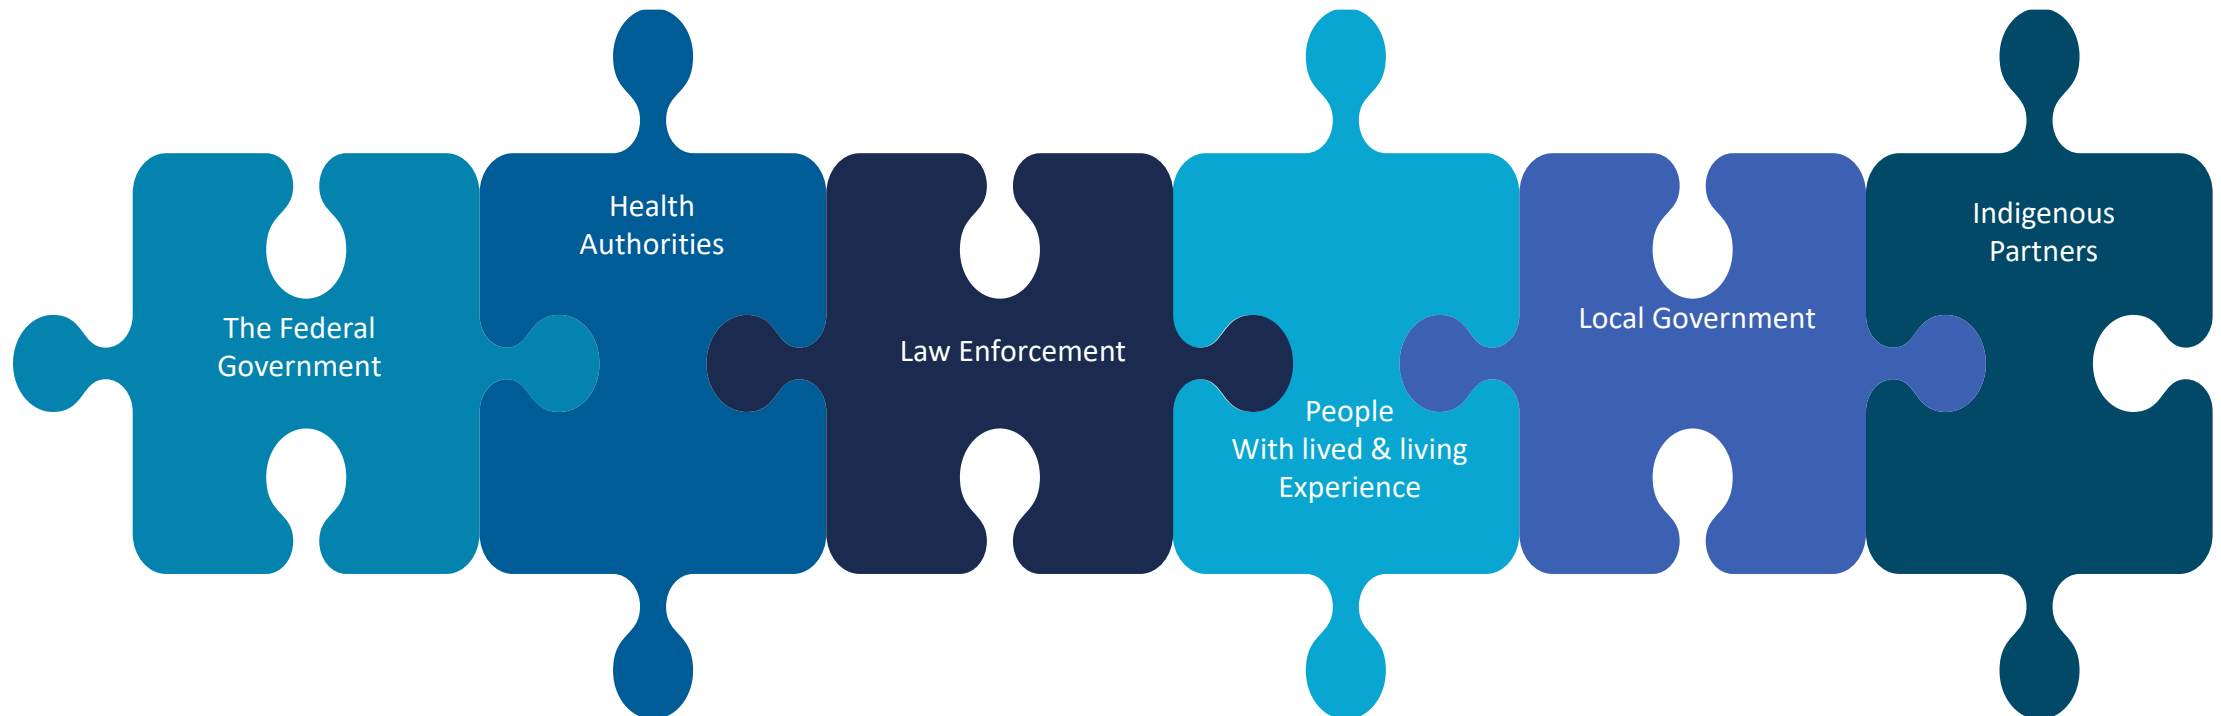 The Federal
Government
Health
Authorities
Law Enforcement
People
With lived & living
Experience
Local Government
Indigenous
Partners